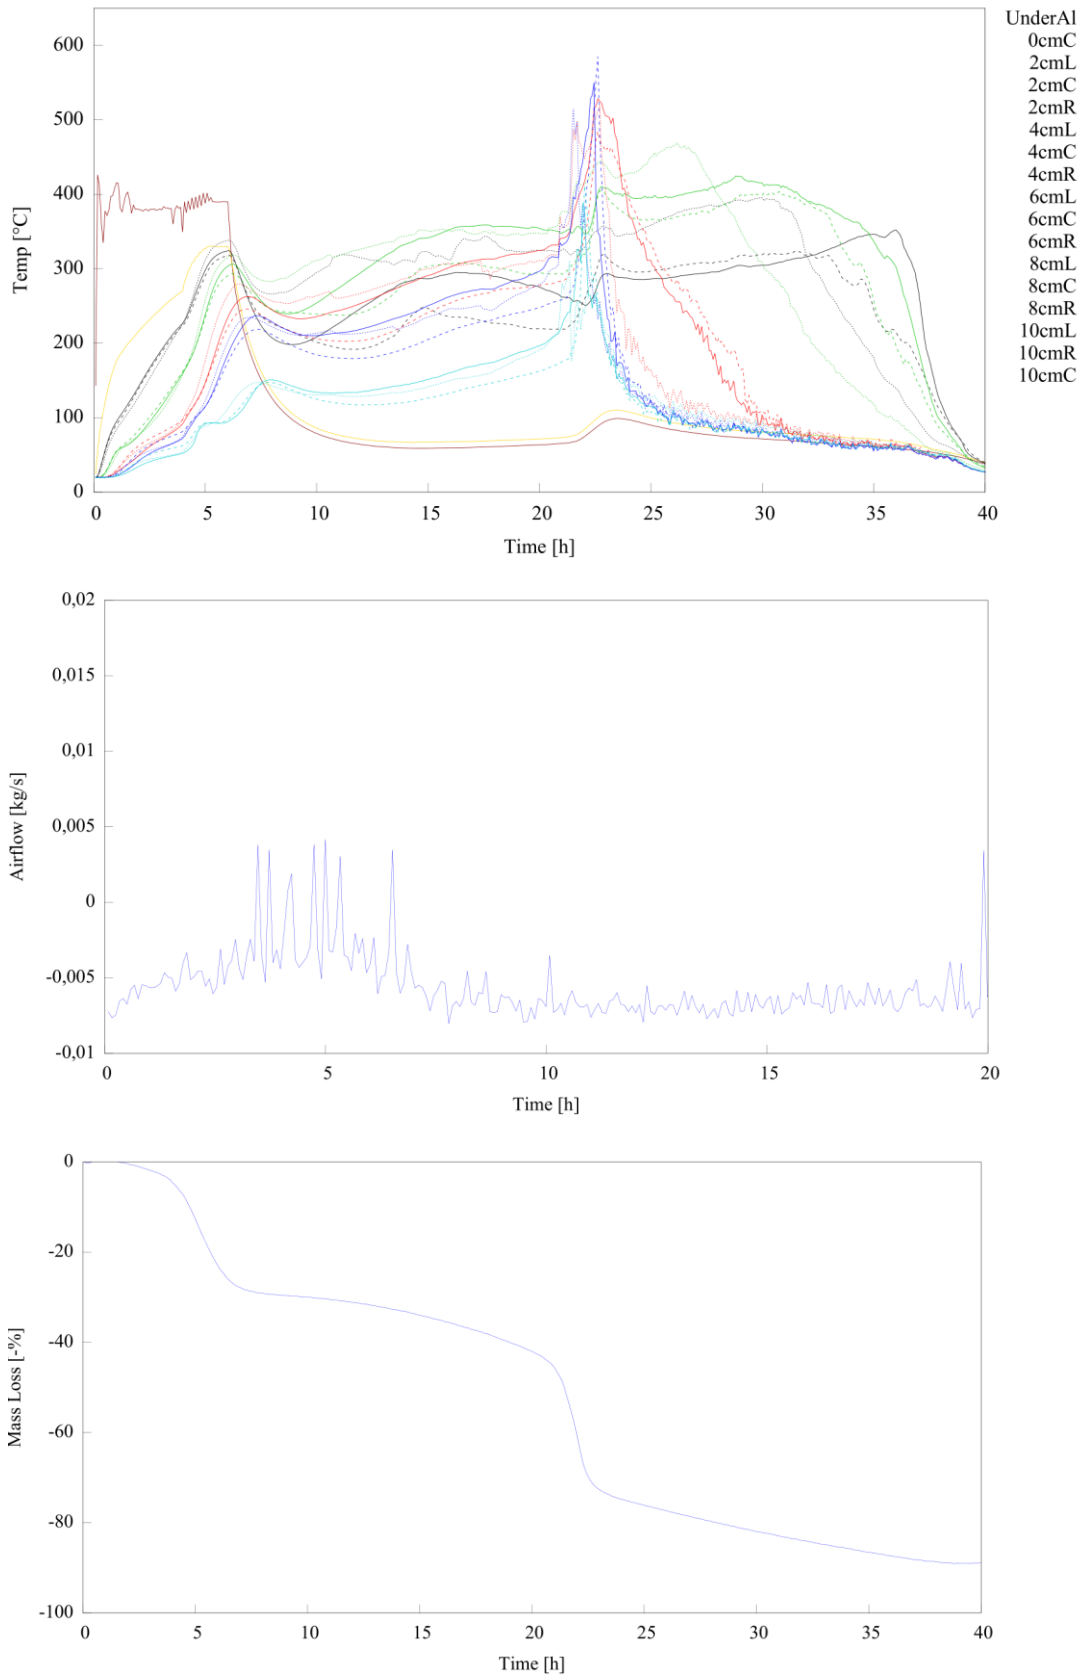 600
500
400
300
200
100
0
Temp [°C]
0
5
10
15
20
25
30
35
40
Time [h]
UnderAl
0cmC
2cmL
2cmC
2cmR
4cmL
4cmC
4cmR
6cmL
6cmC
6cmR
8cmL
8cmC
8cmR
10cmL
10cmR
10cmC
0,02
0,015
0,01
0,005
0
-0,005
-0,01
Airflow [kg/s]
0
5
10
15
20
Time [h]
0
-20
-40
-60
-80
-100
Mass Loss [-%]
0
5
10
15
20
25
30
35
40
Time [h]